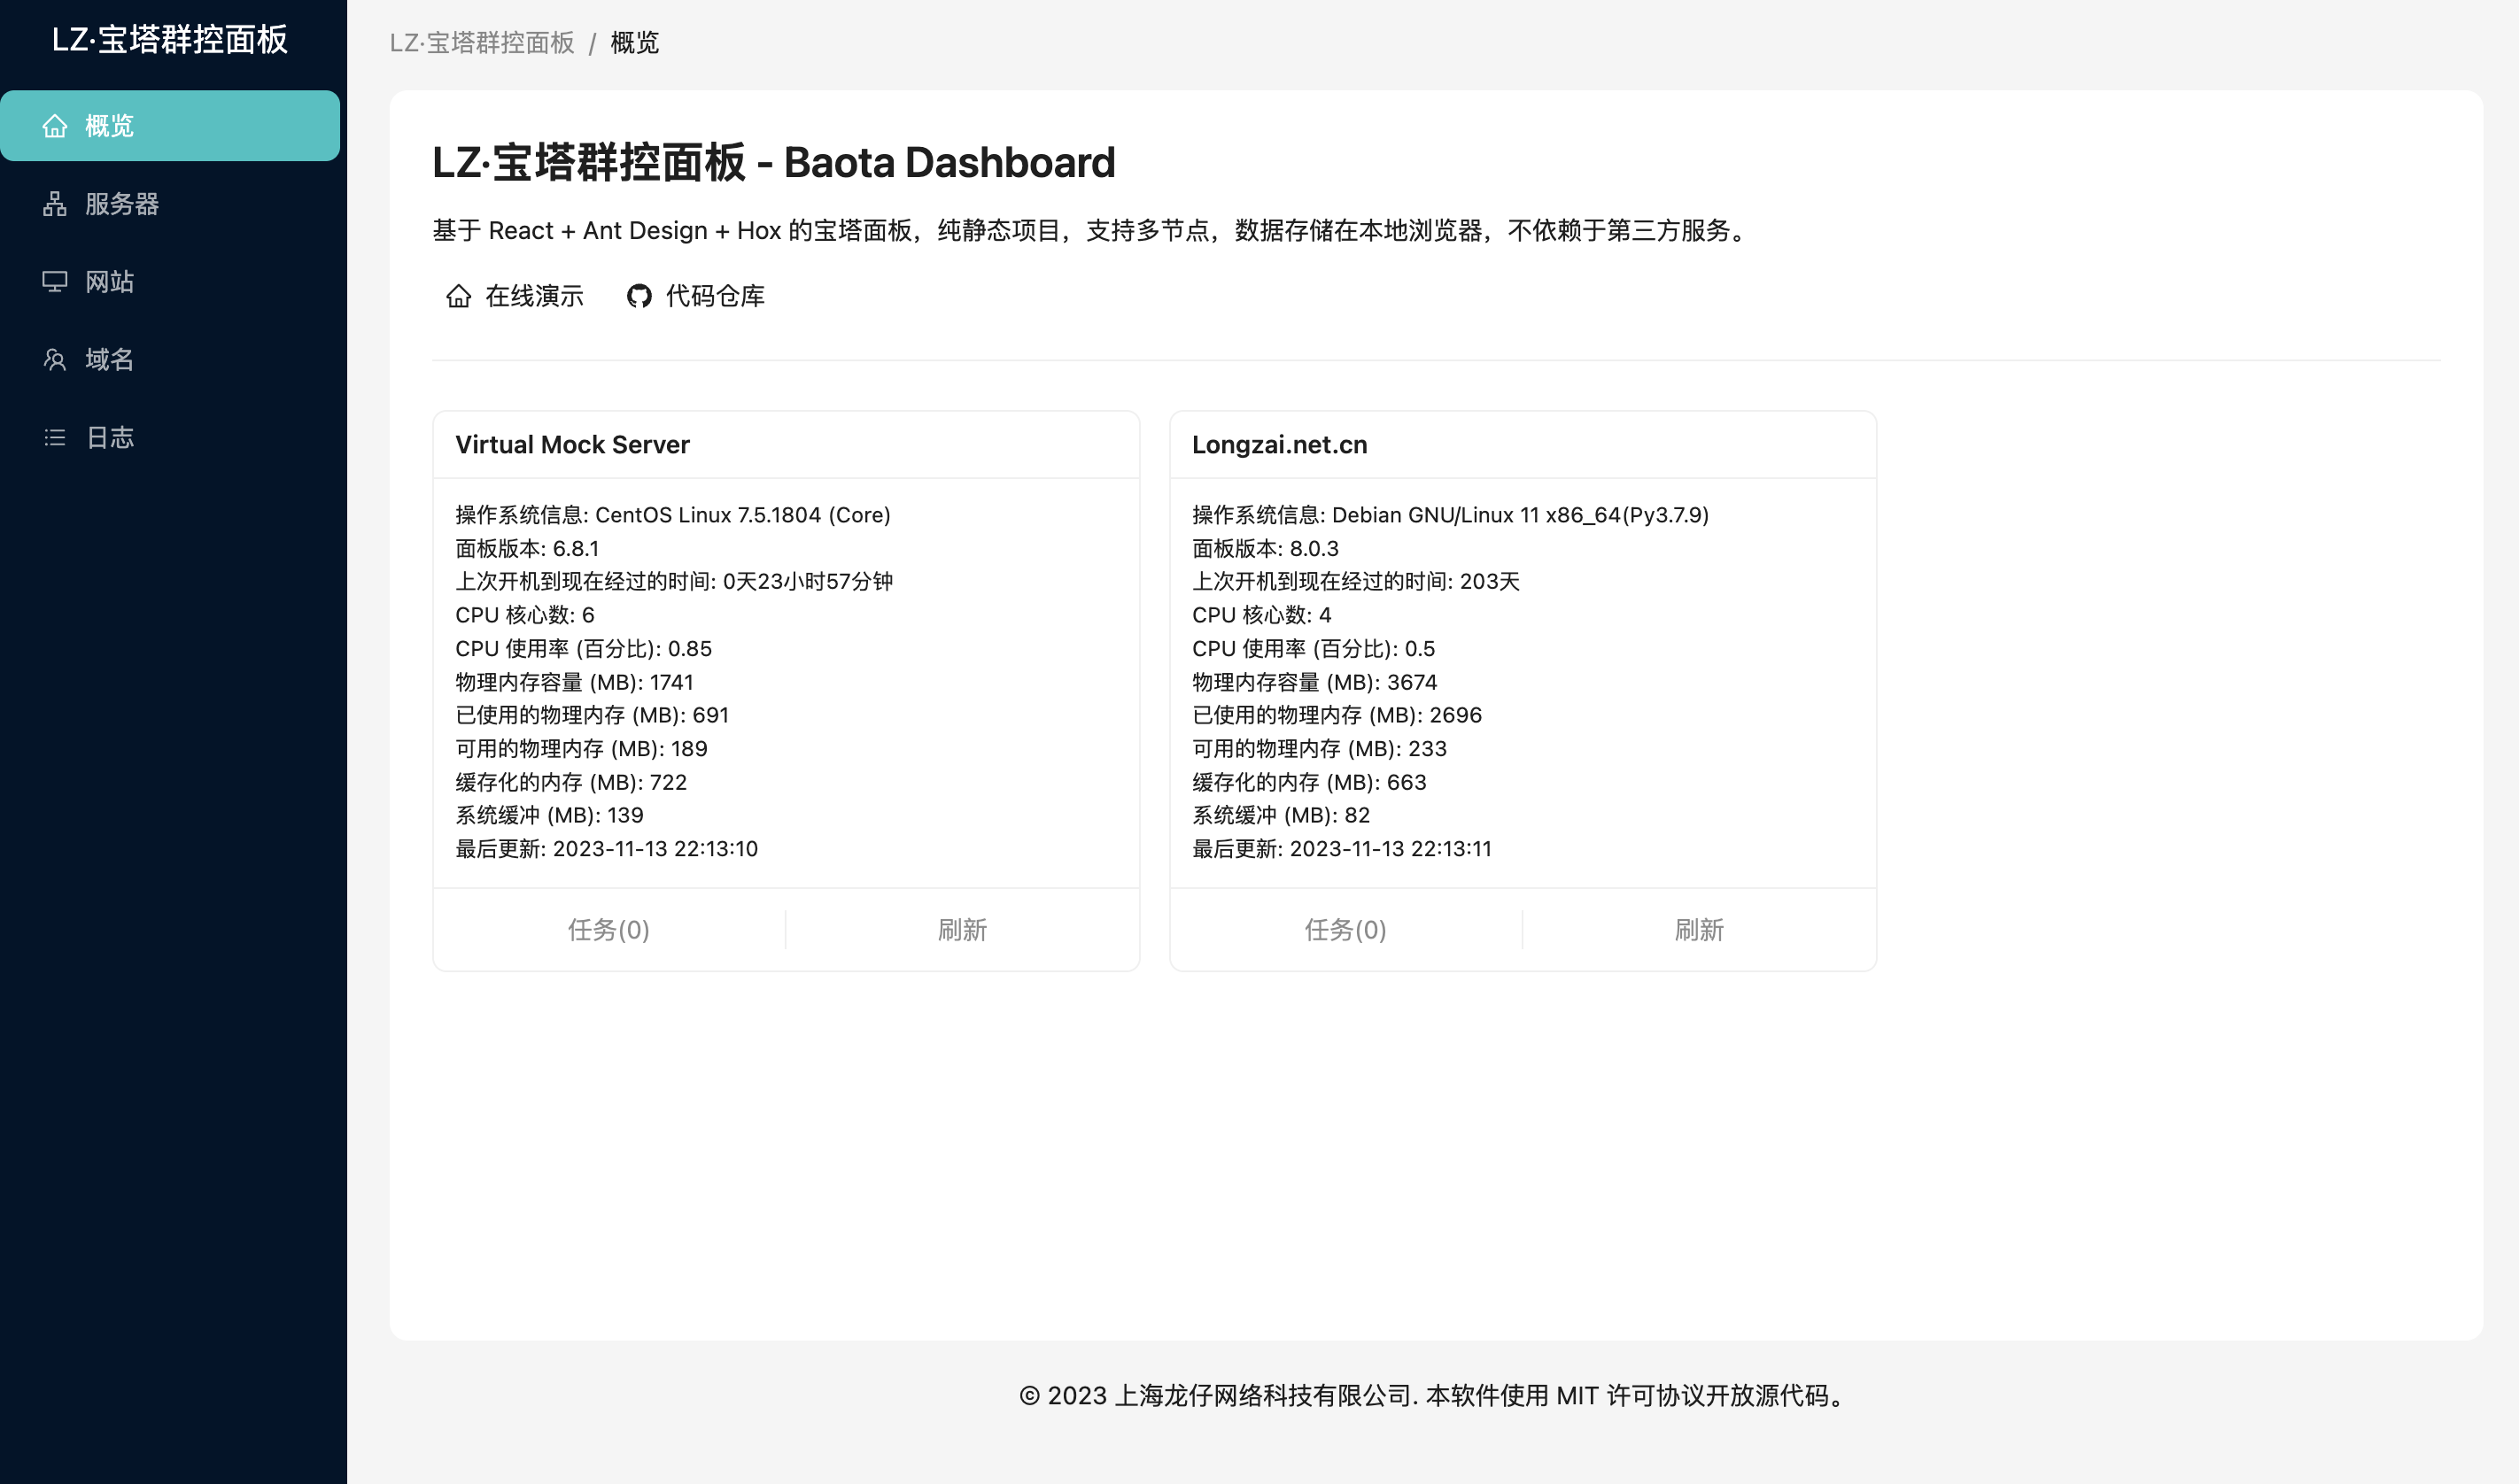 LZ·宝塔群控面板
概览
服务器
网站
域名
日志
LZ·宝塔群控面板 / 概览
LZ·宝塔群控面板 - Baota Dashboard
基于 React + Ant Design + Hox 的宝塔面板，纯静态项目，支持多节点，数据存储在本地浏览器，不依赖于第三方服务。
在线演示 代码仓库
Virtual Mock Server
操作系统信息: CentOS Linux 7.5.1804 (Core)
面板版本: 6.8.1
上次开机到现在经过的时间: 0天23小时57分钟
CPU 核心数: 6
CPU 使用率 (百分比): 0.85
物理内存容量 (MB): 1741
已使用的物理内存 (MB): 691
可用的物理内存 (MB): 189
缓存化的内存 (MB): 722
系统缓冲 (MB): 139
最后更新: 2023-11-13 22:13:10
任务(0) 刷新
Longzai.net.cn
操作系统信息: Debian GNU/Linux 11 x86_64(Py3.7.9)
面板版本: 8.0.3
上次开机到现在经过的时间: 203天
CPU 核心数: 4
CPU 使用率 (百分比): 0.5
物理内存容量 (MB): 3674
已使用的物理内存 (MB): 2696
可用的物理内存 (MB): 233
缓存化的内存 (MB): 663
系统缓冲 (MB): 82
最后更新: 2023-11-13 22:13:11
任务(0) 刷新
© 2023 上海龙仔网络科技有限公司. 本软件使用 MIT 许可协议开放源代码。